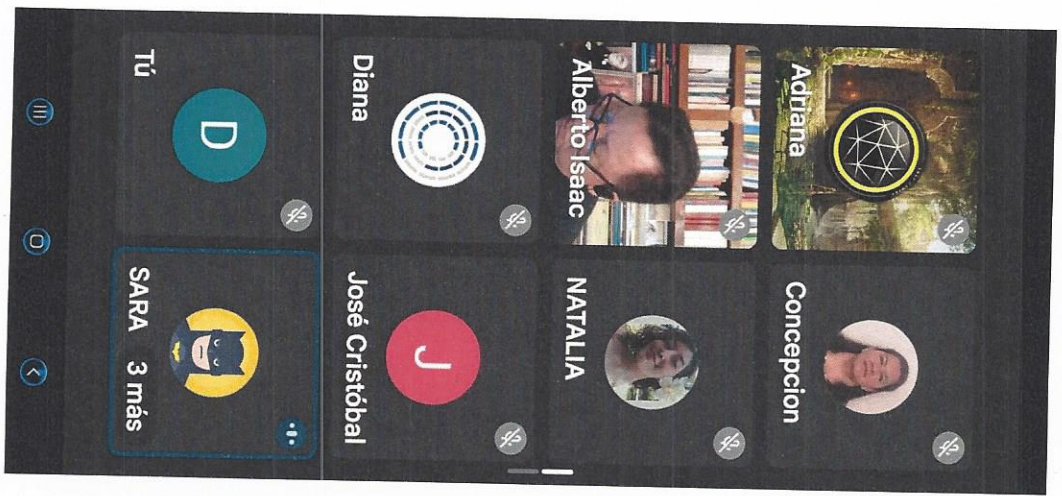 Adriana
Concepcion
Alberto Isaac
NATALIA
Diana
José Cristóbal
J
Tú
D
SARA 3 más